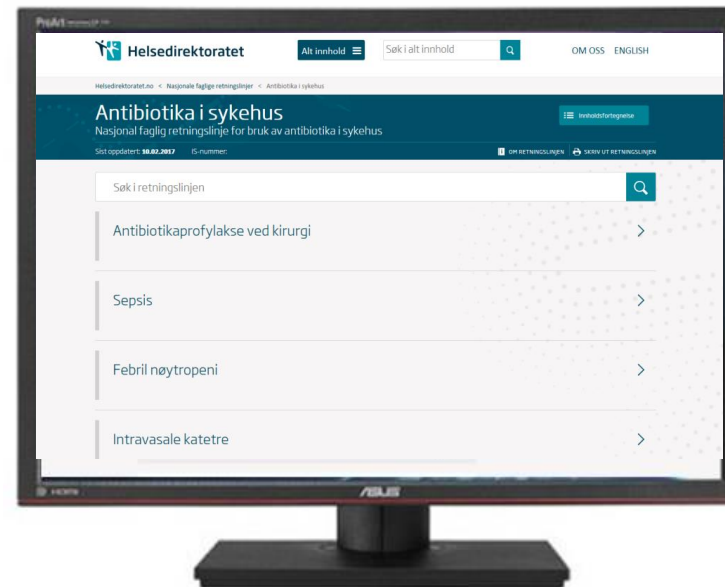 ProArt
Helsedirektoratet
Alt innhold
Søk i alt innhold
OM OSS ENGLISH
Helsedirektoratet.no < Nasjonale faglige retningslinjer < Antibiotika i sykehus
Antibiotika i sykehus
Nasjonal faglig retningslinje for bruk av antibiotika i sykehus
Innholdsfortegnelse
Sist oppdatert: 10.02.2017 IS-nummer:
OM RETNINGSLINJEN SKRIV UT RETNINGSLINJEN
Søk i retningslinjen
Antibiotikaprofylakse ved kirurgi
Sepsis
Febril nøytropeni
Intravasale katetre
HDMI
ASUS